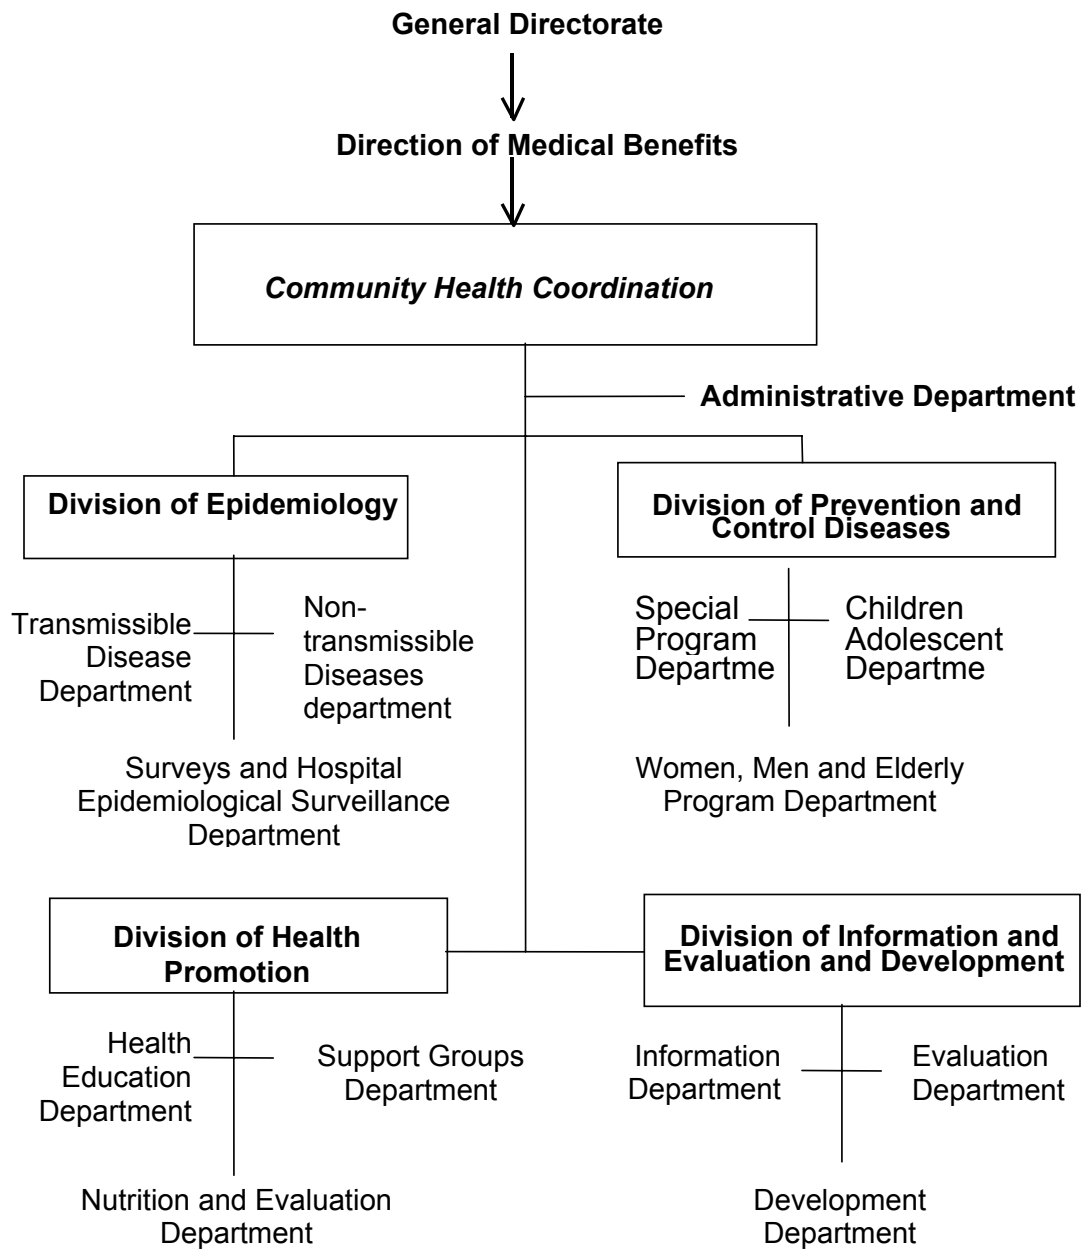 General Directorate
Direction of Medical Benefits
Community Health Coordination
Administrative Department
Division of Epidemiology
Division of Prevention and
Control Diseases
Transmissible
Disease
Department
Non-
transmissible
Diseases
department
Special
Program
Departme
Children
Adolescent
Departme
Surveys and Hospital
Epidemiological Surveillance
Department
Women, Men and Elderly
Program Department
Division of Health
Promotion
Division of Information and
Evaluation and Development
Health
Education
Department
Support Groups
Department
Information
Department
Evaluation
Department
Nutrition and Evaluation
Department
Development
Department